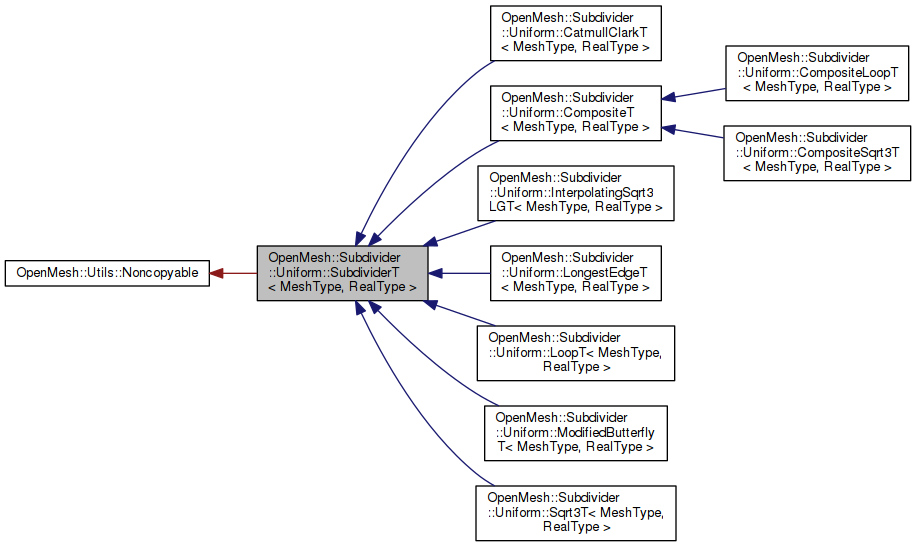 OpenMesh::Utils::Noncopyable
OpenMesh::Subdivider
::Uniform::SubdividerT
< MeshType, RealType >
OpenMesh::Subdivider
::Uniform::CatmullClarkT
< MeshType, RealType >
OpenMesh::Subdivider
::Uniform::CompositeT
< MeshType, RealType >
OpenMesh::Subdivider
::Uniform::CompositeLoopT
< MeshType, RealType >
OpenMesh::Subdivider
::Uniform::CompositeSqrt3T
< MeshType, RealType >
OpenMesh::Subdivider
::Uniform::InterpolatingSqrt3
LGT< MeshType, RealType >
OpenMesh::Subdivider
::Uniform::LongestEdgeT
< MeshType, RealType >
OpenMesh::Subdivider
::Uniform::LoopT< MeshType,
RealType >
OpenMesh::Subdivider
::Uniform::ModifiedButterfly
T< MeshType, RealType >
OpenMesh::Subdivider
::Uniform::Sqrt3T< MeshType,
RealType >